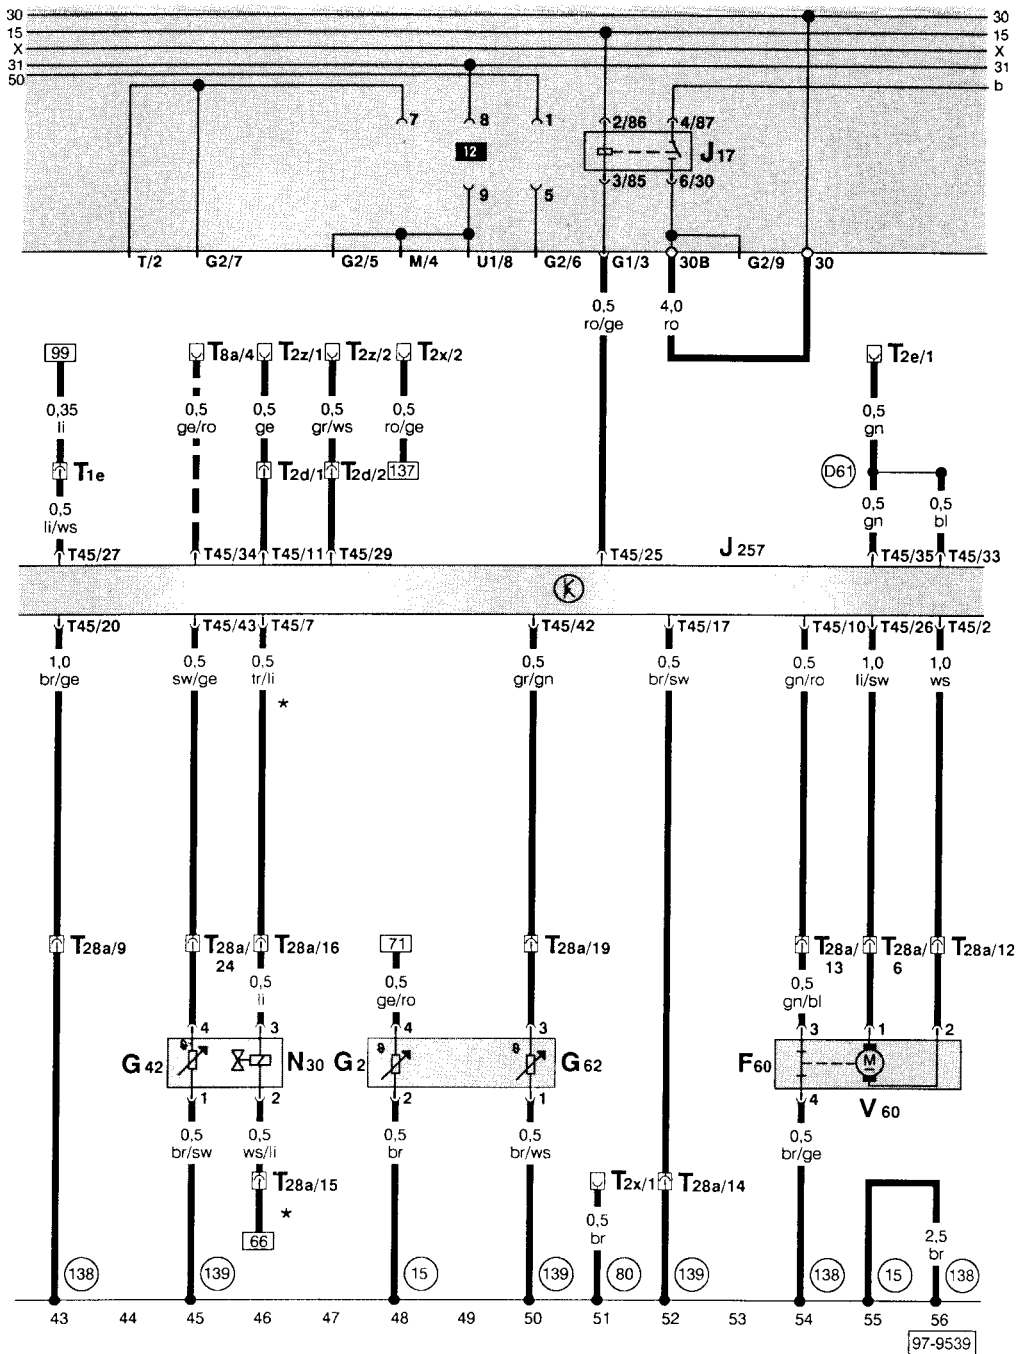 30 30
15 15
X X
31 31
50 b
7 8 1 2/86 4/87
12 J17
9 5 3/85 6/30
T/2 G2/7 G2/5 M/4 U1/8 G2/6 G1/3 30B G2/9 30
0,5 4,0
ro/ge ro
99 T8a/4 T2z/1 T2z/2 T2x/2 T2e/1
0,35 0,5 0,5 0,5 0,5 0,5
li ge/ro ge gr/ws ro/ge gn
T1e T2d/1 T2d/2 137 D61
0,5 0,5 0,5
li/ws gn bl
T45/27 T45/34 T45/11 T45/29 T45/25 J257 T45/35 T45/33
K
T45/20 T45/43 T45/7 T45/42 T45/17 T45/10 T45/26 T45/2
1,0 0,5 0,5 0,5 0,5 0,5 1,0 1,0
br/ge sw/ge tr/li gr/gn br/sw gn/ro li/sw ws
*
T28a/9 T28a/24 T28a/16 71 T28a/19 T28a/13 T28a/6 T28a/12
0,5 0,5 0,5
li ge/ro gn/bl
4 3 4 3 3 1 2
G42 N30 G2 G62 F60 M
1 2 2 1 4 V60
0,5 0,5 0,5 0,5 0,5
br/sw ws/li br br/ws br/ge
T28a/15 T2x/1 T28a/14
* 0,5
66 br 2,5
br
138 139 15 139 80 139 138 15 138
43 44 45 46 47 48 49 50 51 52 53 54 55 56
97-9539